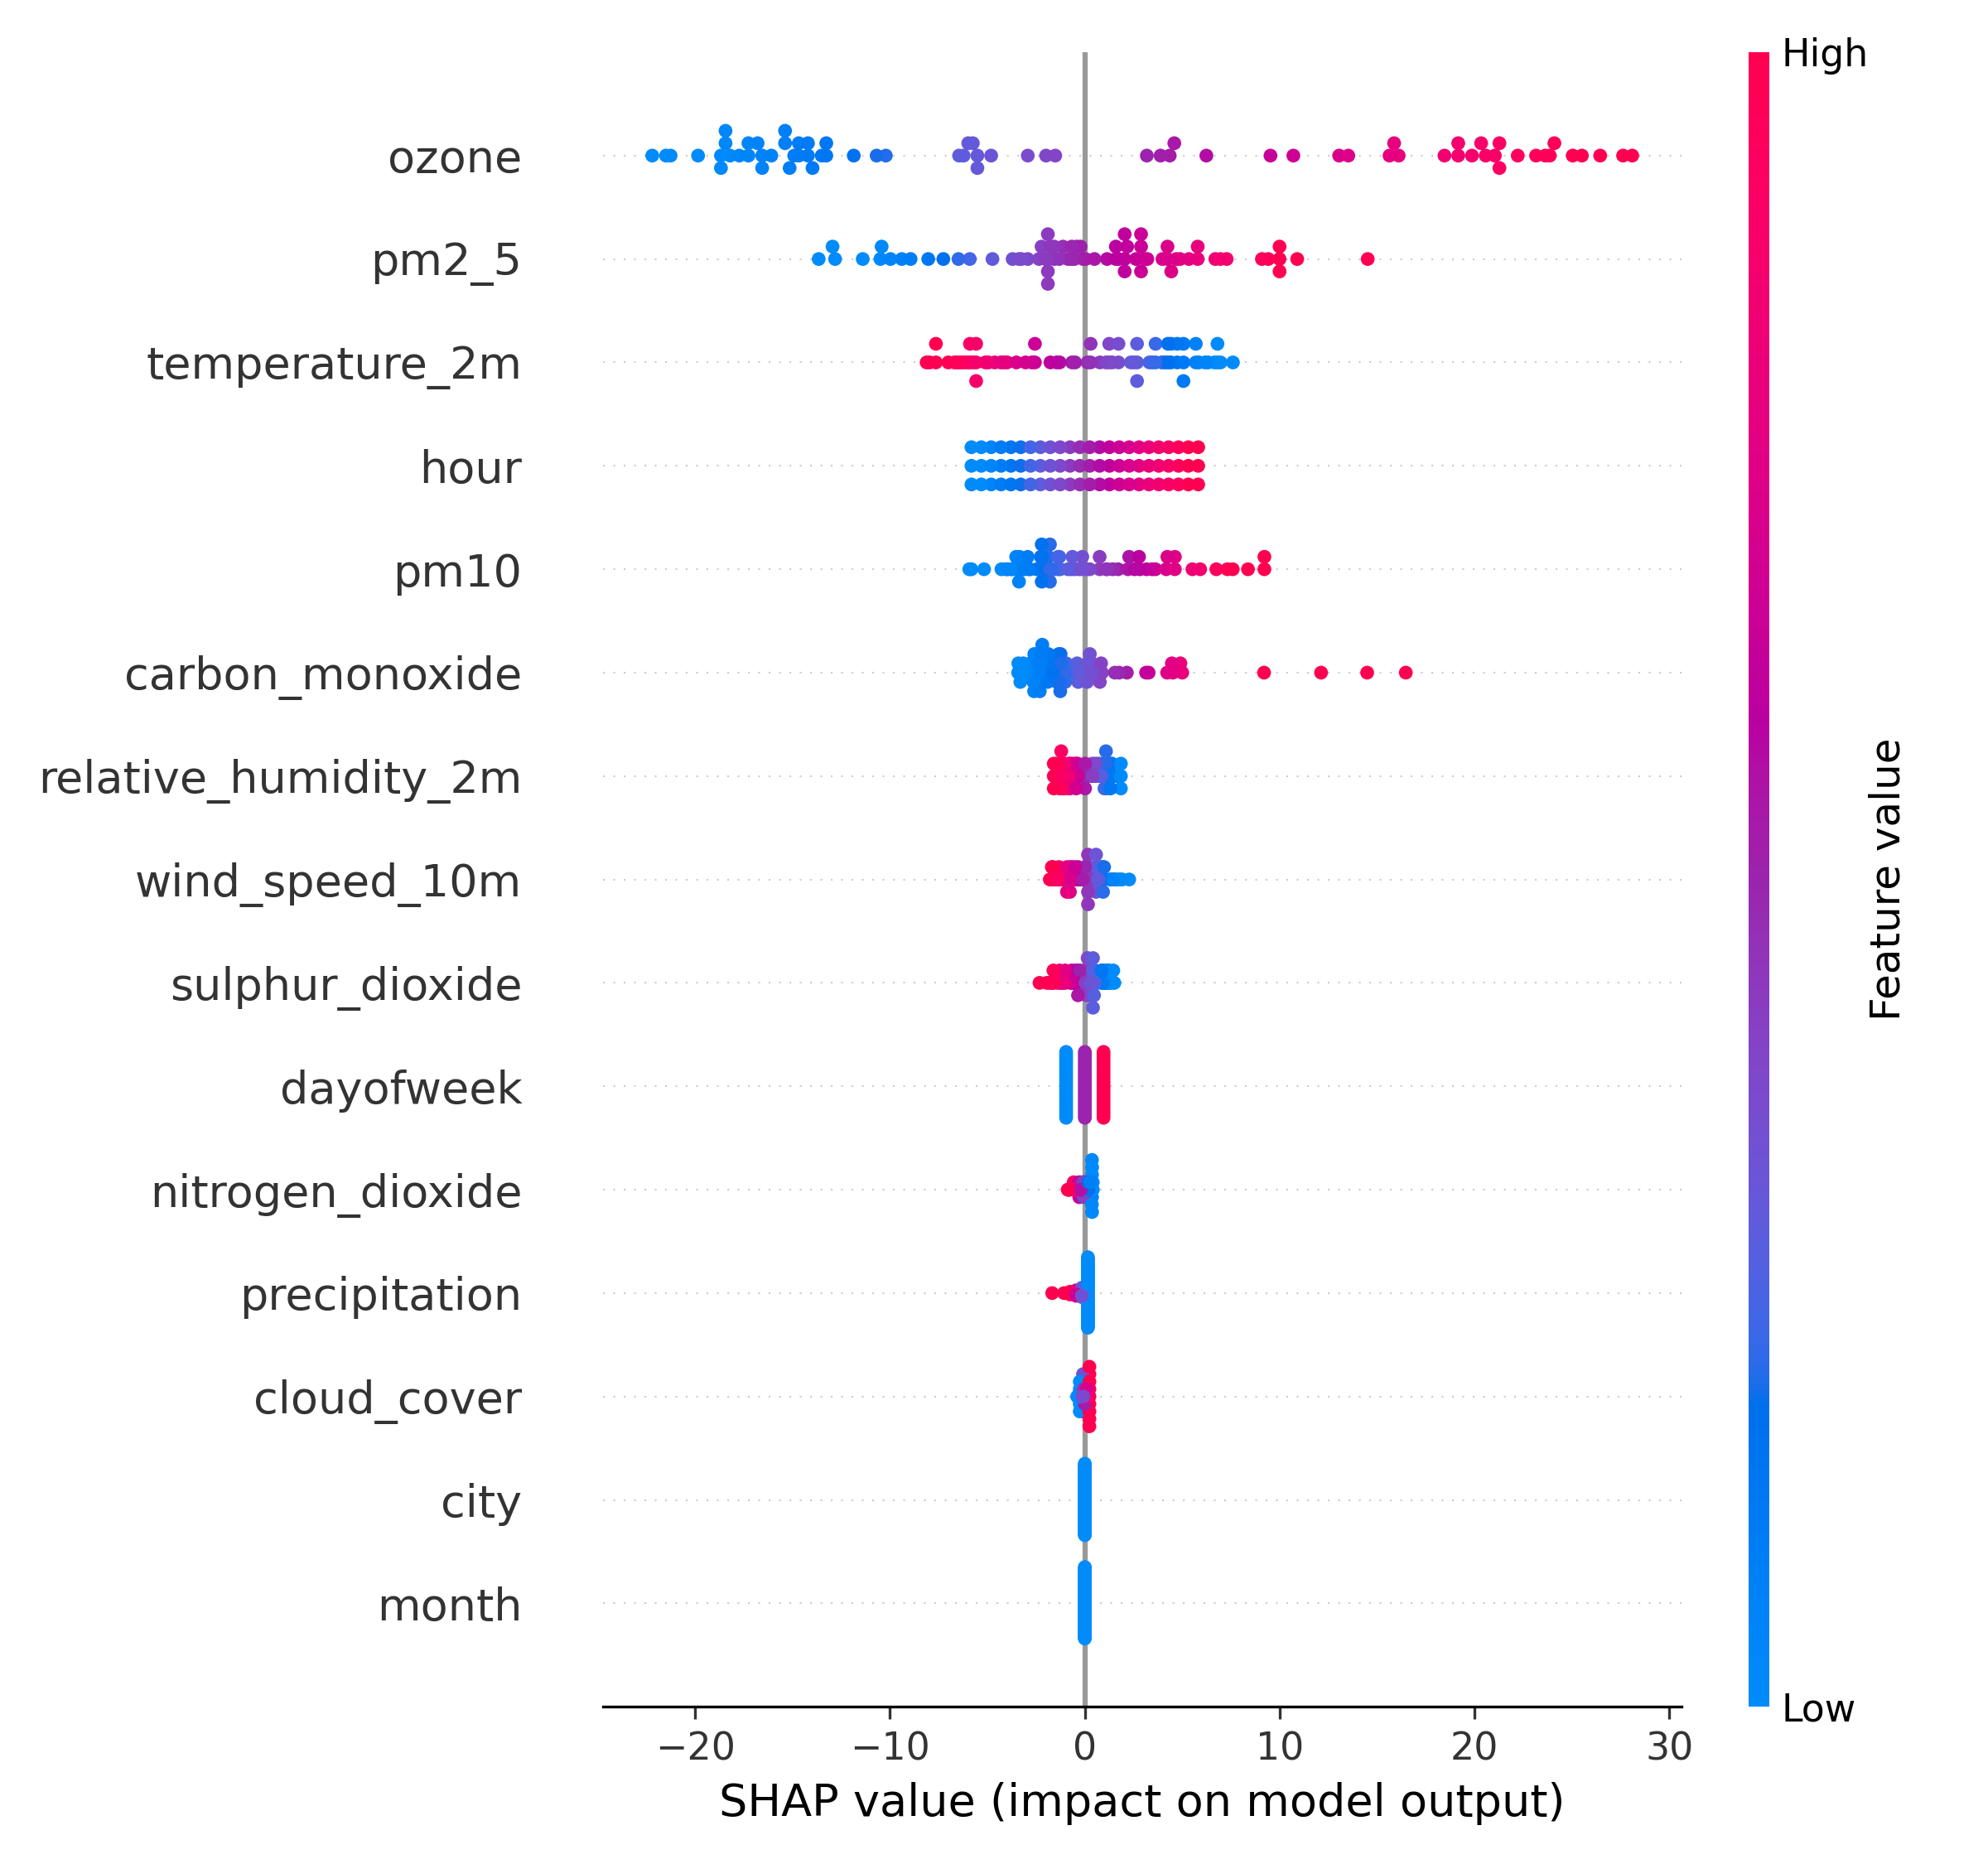 High
ozone
pm2_5
temperature_2m
hour
pm10
carbon_monoxide
relative_humidity_2m
wind_speed_10m
sulphur_dioxide
dayofweek
nitrogen_dioxide
precipitation
cloud_cover
city
month
Feature value
Low
−20 −10 0 10 20 30
SHAP value (impact on model output)